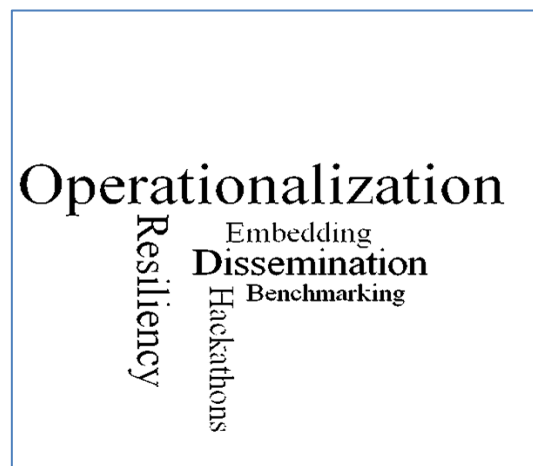 Operationalization
Resiliency
Embedding
Dissemination
Benchmarking
Hackathons